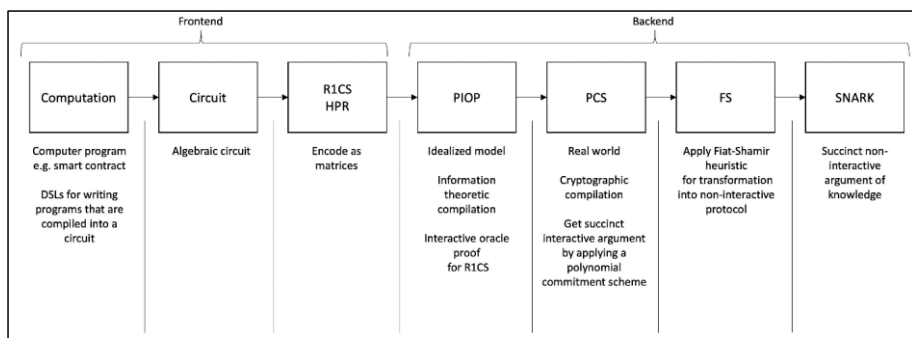 Frontend
Backend
Computation
Circuit
R1CS
HPR
PIOP
PCS
FS
SNARK
Computer program
e.g. smart contract
DSLs for writing
programs that are
compiled into a
circuit
Algebraic circuit
Encode as
matrices
Idealized model
Information
theoretic
compilation
Interactive oracle
proof
for R1CS
Real world
Cryptographic
compilation
Get succinct
interactive argument
by applying a
polynomial
commitment scheme
Apply Fiat-Shamir
heuristic
for transformation
into non-interactive
protocol
Succinct non-
interactive
argument of
knowledge